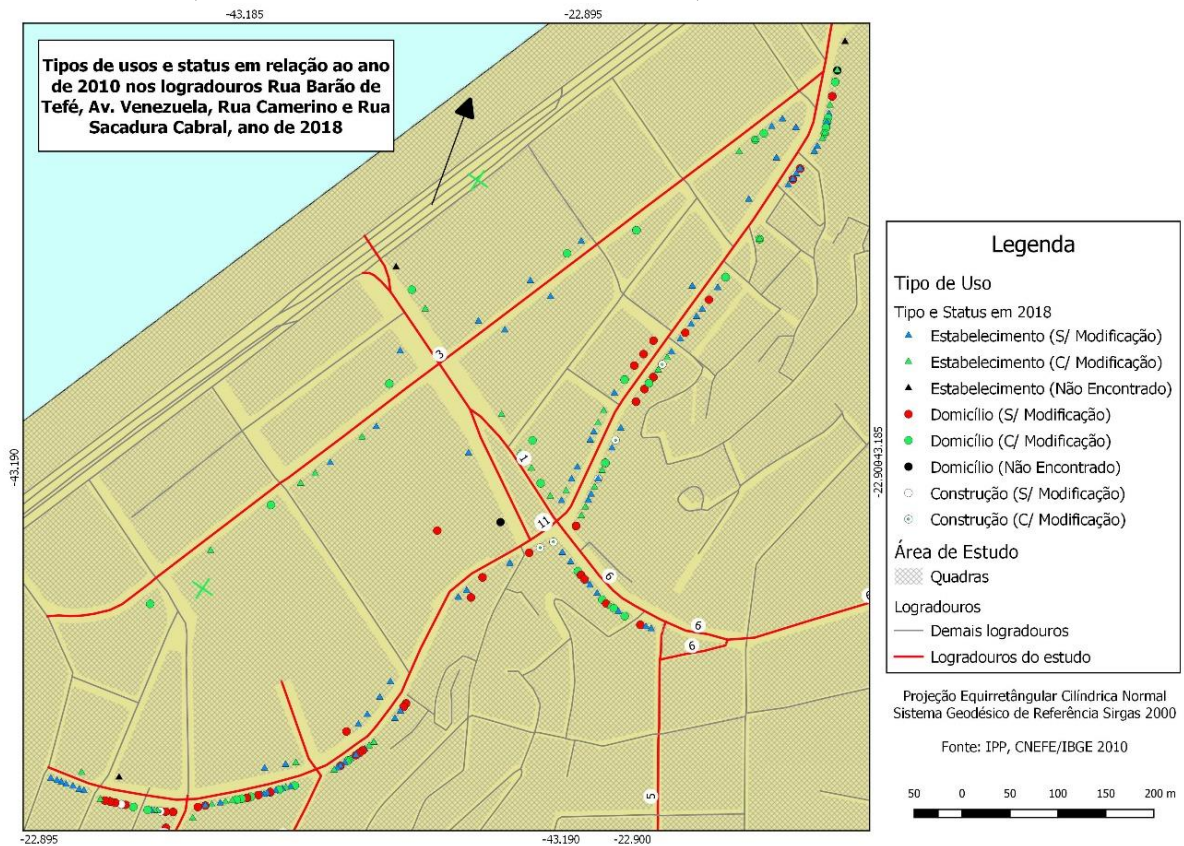 -43.185
-22.895
Tipos de usos e status em relação ao ano
de 2010 nos logradouros Rua Barão de
Tefé, Av. Venezuela, Rua Camerino e Rua
Sacadura Cabral, ano de 2018
3
1
11
6
6
6
6
5
-43.190
-22.900
-43.185
-22.895
-43.190
-22.900
Legenda
Tipo de Uso
Tipo e Status em 2018
Estabelecimento (S/ Modificação)
Estabelecimento (C/ Modificação)
Estabelecimento (Não Encontrado)
Domicílio (S/ Modificação)
Domicílio (C/ Modificação)
Domicílio (Não Encontrado)
Construção (S/ Modificação)
Construção (C/ Modificação)
Área de Estudo
Quadras
Logradouros
Demais logradouros
Logradouros do estudo
Projeção Equirretângular Cilíndrica Normal
Sistema Geodésico de Referência Sirgas 2000
Fonte: IPP, CNEFE/IBGE 2010
50 0 50 100 150 200 m